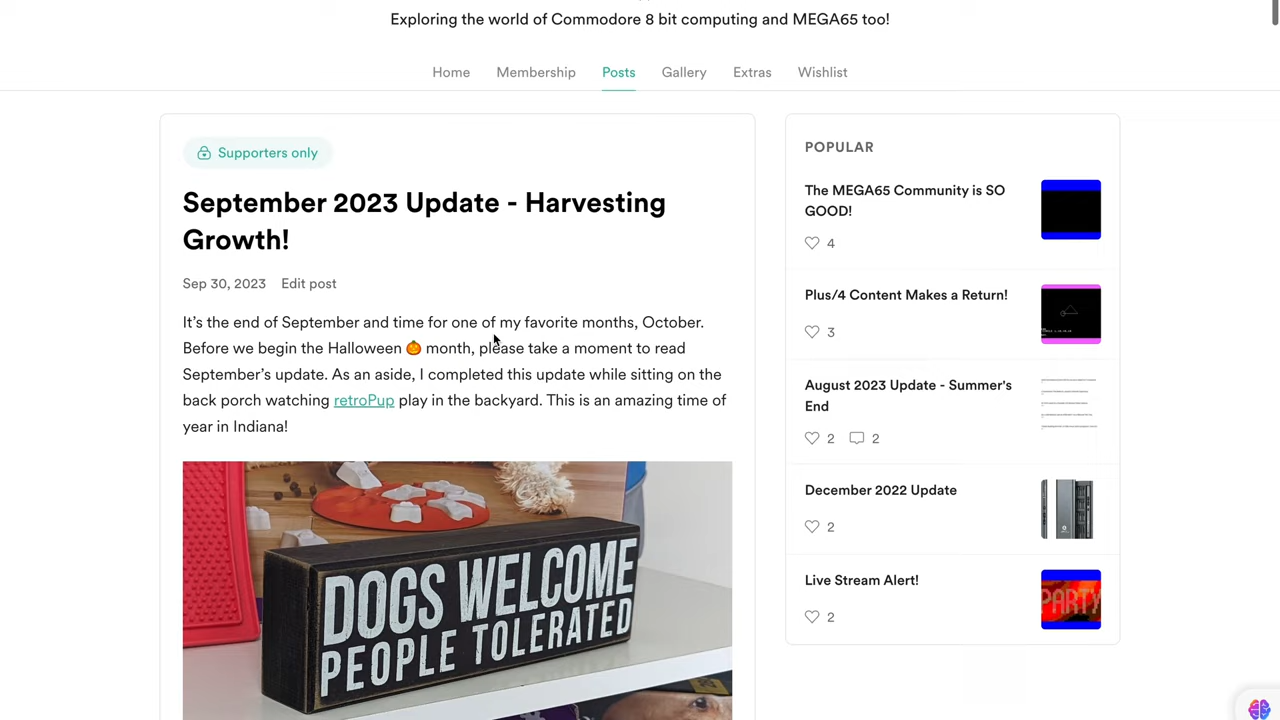 Exploring the world of Commodore 8 bit computing and MEGA65 too!
Home Membership Posts Gallery Extras Wishlist
Supporters only
September 2023 Update - Harvesting
Growth!
Sep 30, 2023 Edit post
It's the end of September and time for one of my favorite months, October.
Before we begin the Halloween 🎃 month, please take a moment to read
September's update. As an aside, I completed this update while sitting on the
back porch watching retroPup play in the backyard. This is an amazing time of
year in Indiana!
DOGS WELCOME
PEOPLE TOLERATED
POPULAR
The MEGA65 Community is SO
GOOD!
4
Plus/4 Content Makes a Return!
3
August 2023 Update - Summer's
End
2 2
December 2022 Update
2
Live Stream Alert!
2
PARTY